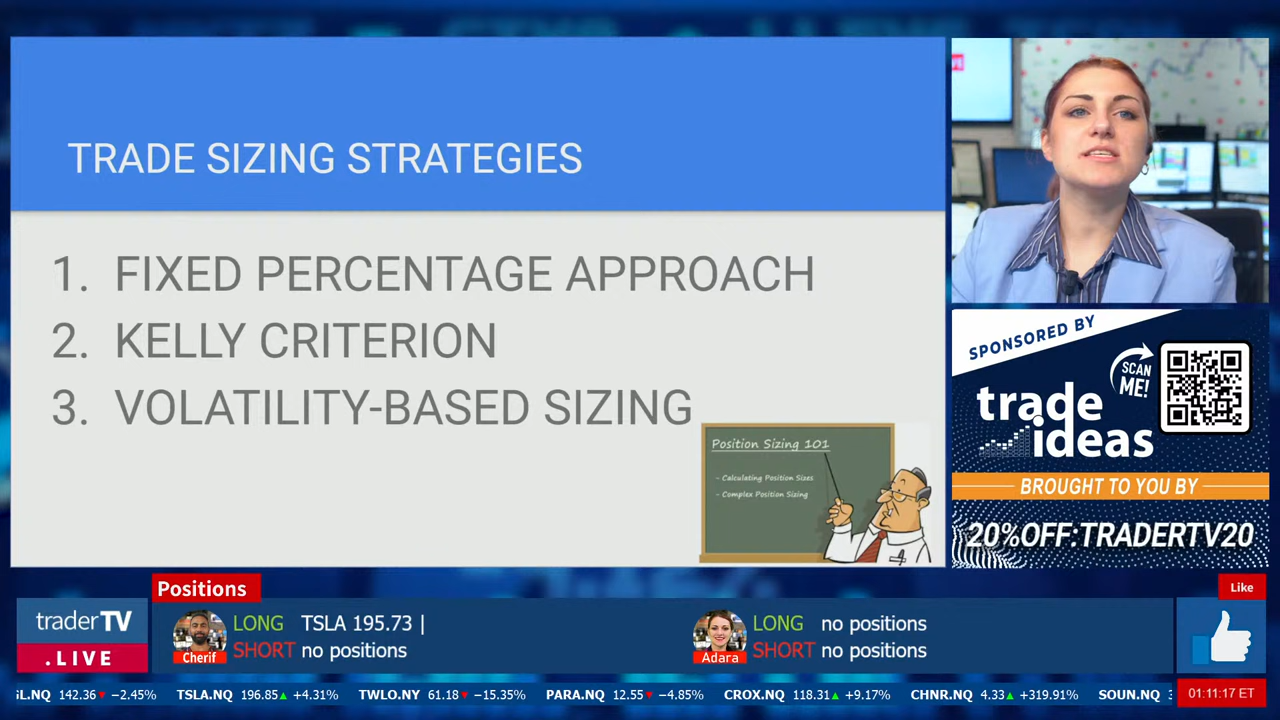 TRADE SIZING STRATEGIES
1. FIXED PERCENTAGE APPROACH
2. KELLY CRITERION
3. VOLATILITY-BASED SIZING
Position Sizing 101
- Calculating Position Sizes
- Complex Position Sizing
SPONSORED BY
SCAN
ME!
trade
ideas
BROUGHT TO YOU BY
20%OFF:TRADERTV20
Positions
Like
traderTV
.LIVE
LONG TSLA 195.73 |
SHORT no positions
Cherif
LONG no positions
SHORT no positions
Adara
142.36▼ −2.45% TSLA.NQ 196.85▲ +4.31% TWLO.NY 61.18▼ −15.35% PARA.NQ 12.55▼ −4.85% CROX.NQ 118.31▲ +9.17% CHNR.NQ 4.33▲ +319.91% SOUN.NQ
01:11:17 ET